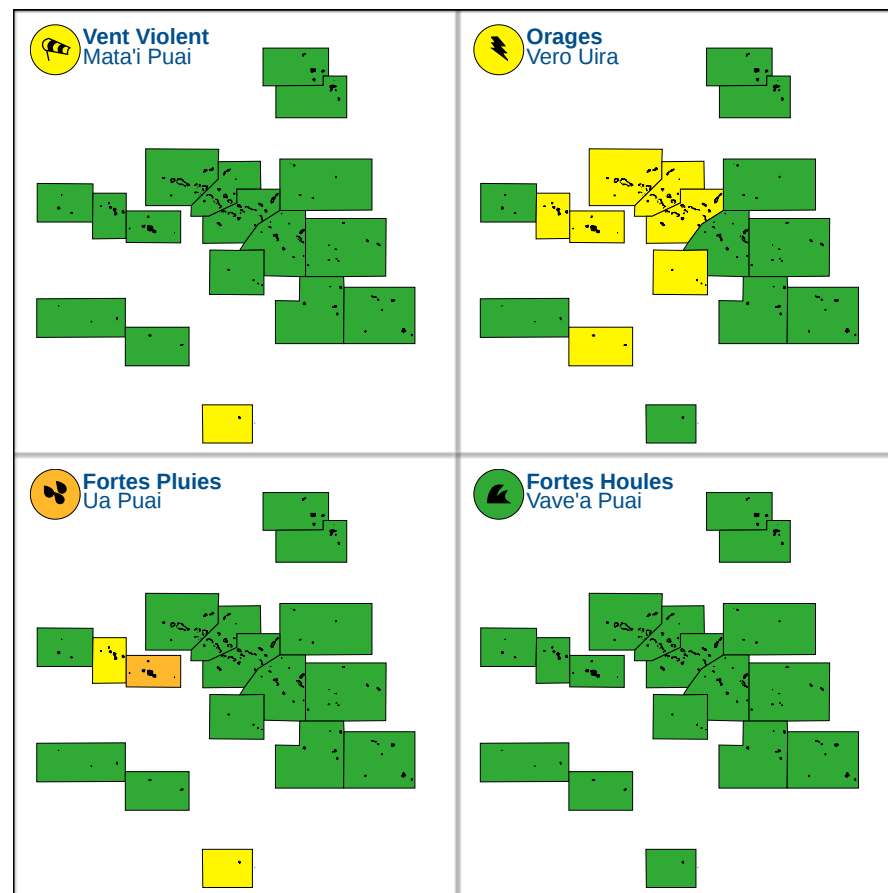 Vent Violent
Mata'i Puai
Orages
Vero Uira
Fortes Pluies
Ua Puai
Fortes Houles
Vave'a Puai